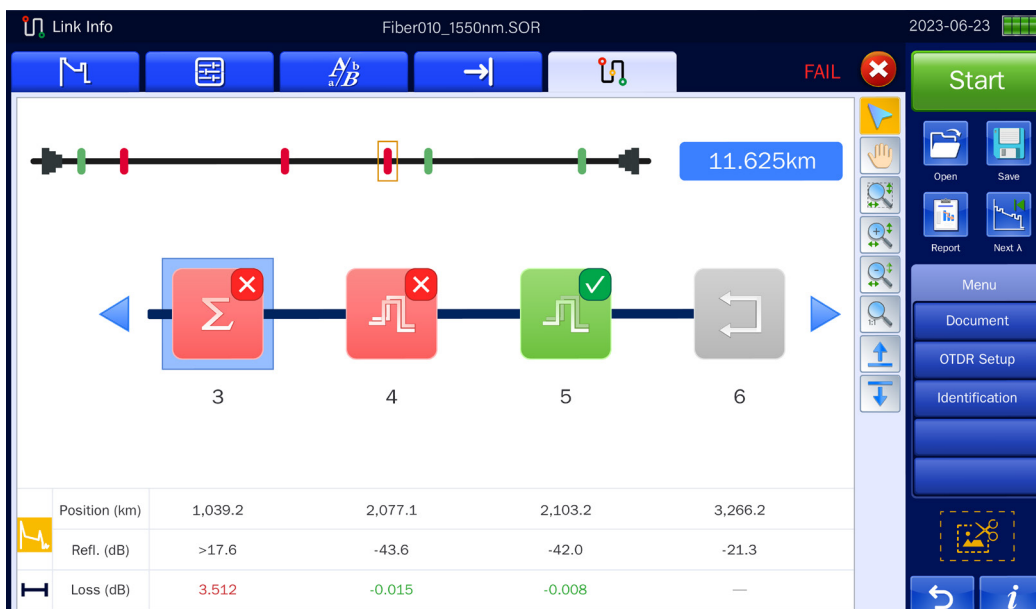 Link Info
Fiber010_1550nm.SOR
2023-06-23
A/B a b
FAIL
Start
11.625km
Open
Save
Report
Next λ
Menu
Document
OTDR Setup
Identification
1:1
Σ
3
4
5
6
Position (km) 1,039.2 2,077.1 2,103.2 3,266.2
Refl. (dB) >17.6 -43.6 -42.0 -21.3
Loss (dB) 3.512 -0.015 -0.008 —
i